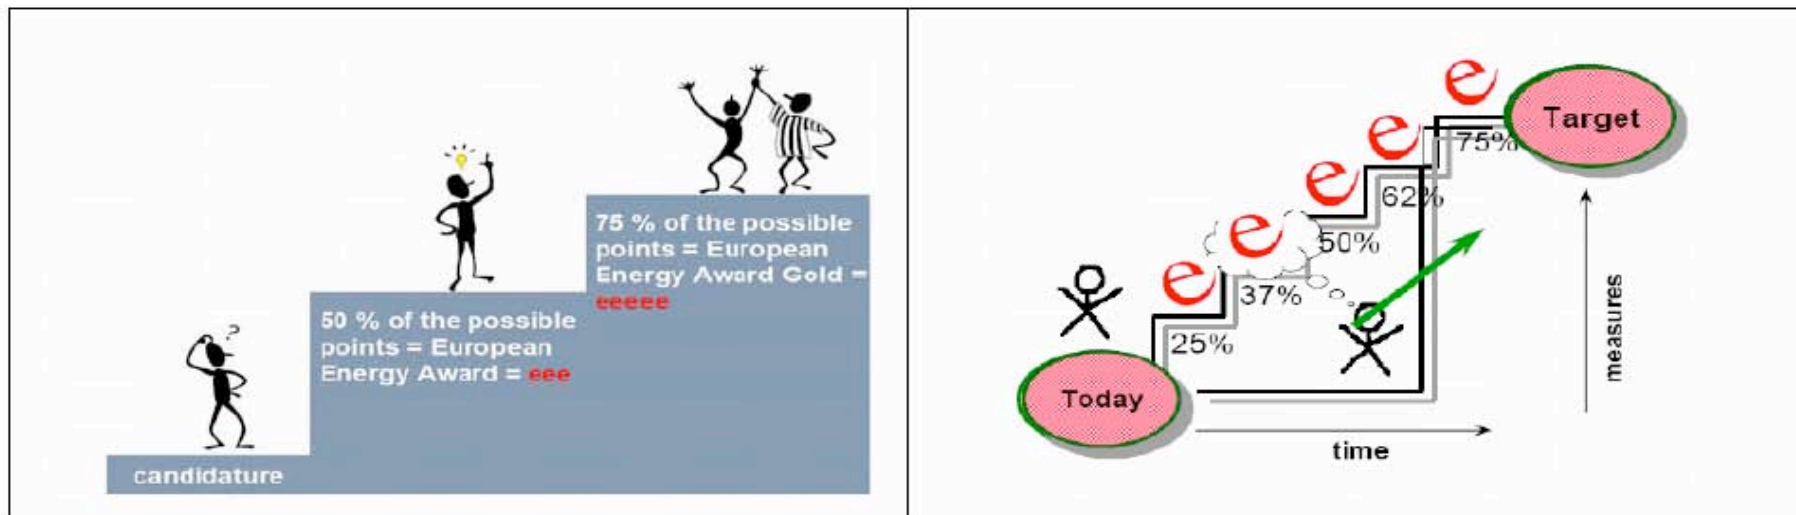 ?
candidature
50 % of the possible
points = European
Energy Award = eee
75 % of the possible
points = European
Energy Award Gold =
eeeee
e
e
e
e
e
Target
75%
62%
50%
37%
25%
Today
time
measures